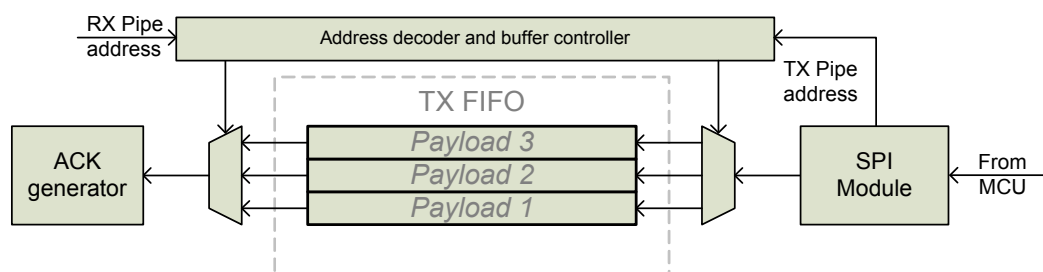 RX Pipe
address
Address decoder and buffer controller
TX Pipe
address
TX FIFO
Payload 3
Payload 2
Payload 1
ACK
generator
SPI
Module
From
MCU